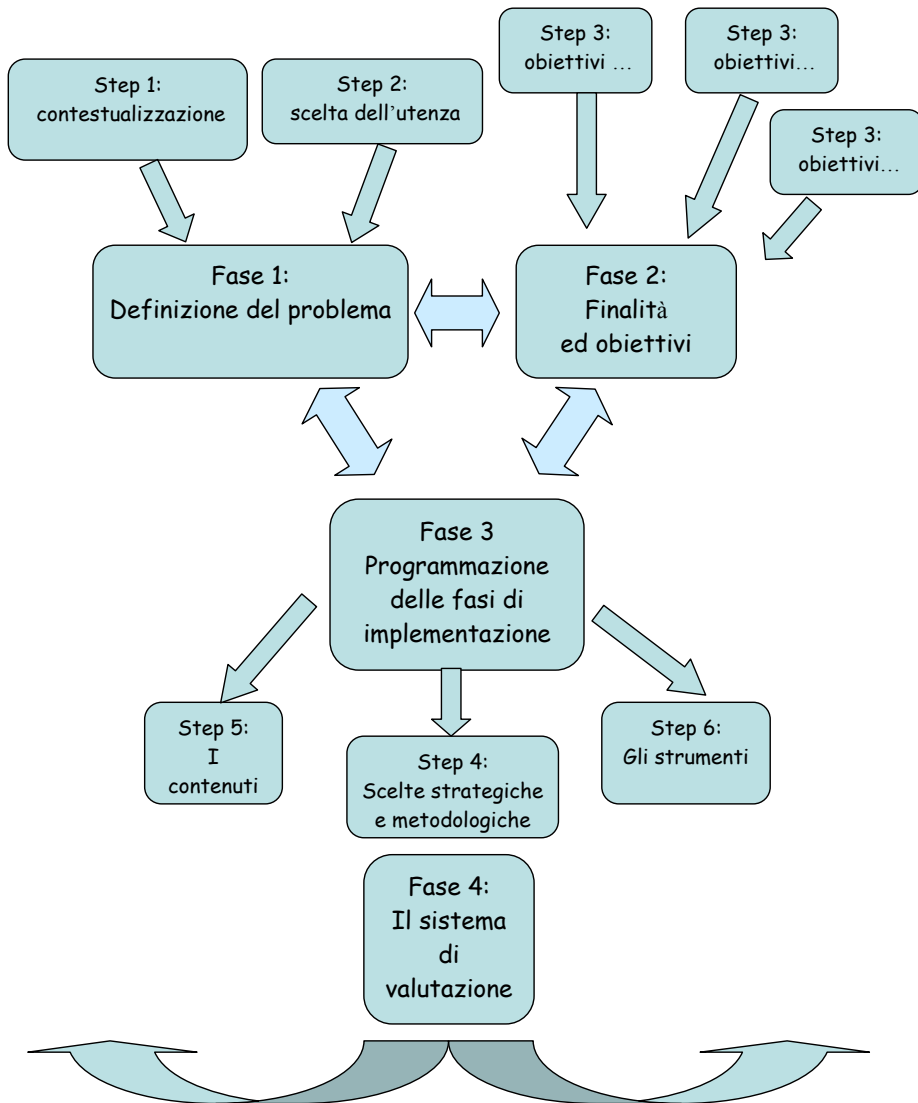 Step 1:
contestualizzazione
Step 2:
scelta dell'utenza
Step 3:
obiettivi ...
Step 3:
obiettivi...
Step 3:
obiettivi...
Fase 1:
Definizione del problema
Fase 2:
Finalità
ed obiettivi
Fase 3
Programmazione
delle fasi di
implementazione
Step 5:
I
contenuti
Step 4:
Scelte strategiche
e metodologiche
Step 6:
Gli strumenti
Fase 4:
Il sistema
di
valutazione